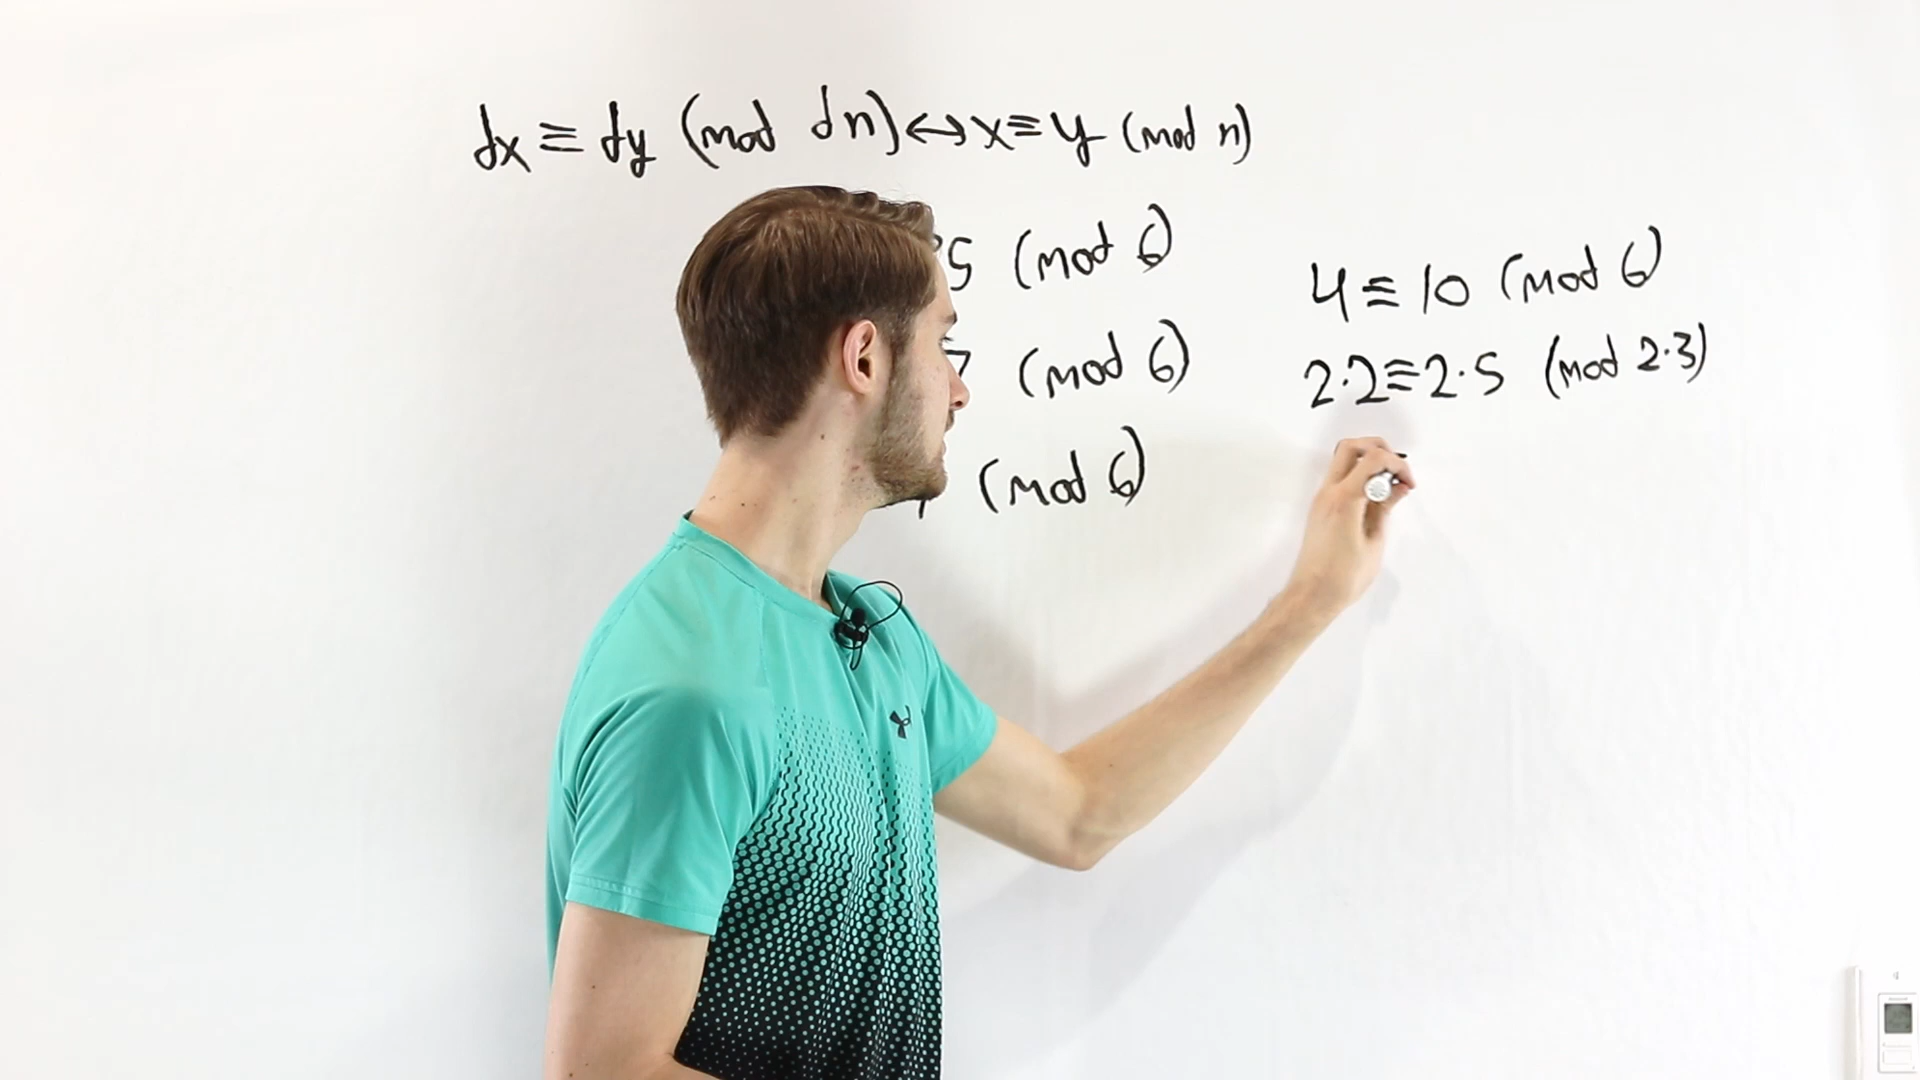 dx ≡ dy (mod dn) ↔ x ≡ y (mod n)
5 (mod 6)
7 (mod 6)
(mod 6)
4 ≡ 10 (mod 6)
2·2 ≡ 2·5 (mod 2·3)